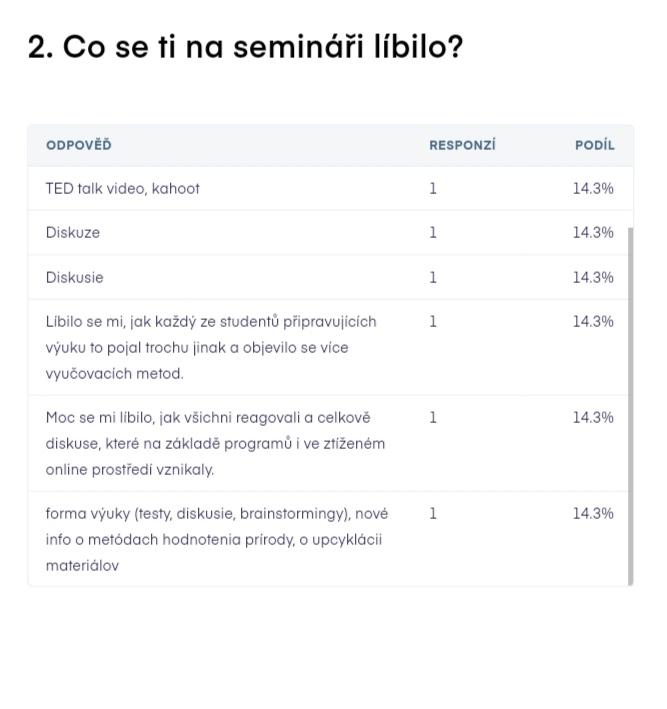 2. Co se ti na semináři líbilo?
ODPOVĚĎ RESPONZÍ PODÍL
TED talk video, kahoot 1 14.3%
Diskuze 1 14.3%
Diskusie 1 14.3%
Líbilo se mi, jak každý ze studentů připravujících 1 14.3%
výuku to pojal trochu jinak a objevilo se více
vyučovacích metod.
Moc se mi líbilo, jak všichni reagovali a celkově 1 14.3%
diskuse, které na základě programů i ve ztíženém
online prostředí vznikaly.
forma výuky (testy, diskusie, brainstormingy), nové 1 14.3%
info o metódach hodnotenia prírody, o upcyklácii
materiálov